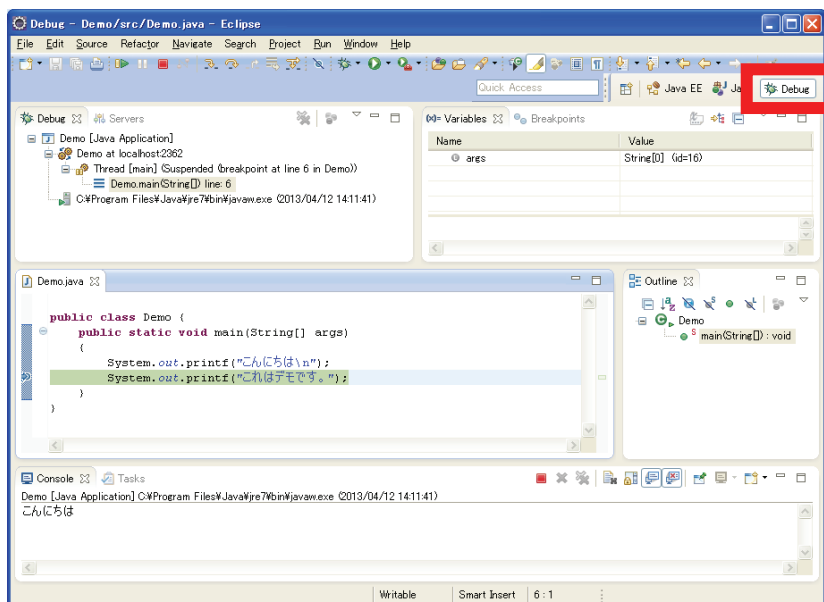 Debug - Demo/src/Demo.java - Eclipse
File Edit Source Refactor Navigate Search Project Run Window Help
Quick Access
Java EE
Ja
Debug
Debug Servers
Demo [Java Application]
Demo at localhost:2362
Thread [main] (Suspended (breakpoint at line 6 in Demo))
Demo.main(String[]) line: 6
C:¥Program Files¥Java¥jre7¥bin¥javaw.exe (2013/04/12 14:11:41)
Variables Breakpoints
Name Value
args String[0] (id=16)
Demo.java
public class Demo {
public static void main(String[] args)
{
System.out.printf("こんにちは\n");
System.out.printf("これはデモです。");
}
}
Outline
Demo
main(String[]) : void
Console Tasks
Demo [Java Application] C:¥Program Files¥Java¥jre7¥bin¥javaw.exe (2013/04/12 14:11:41)
こんにちは
Writable Smart Insert 6 : 1